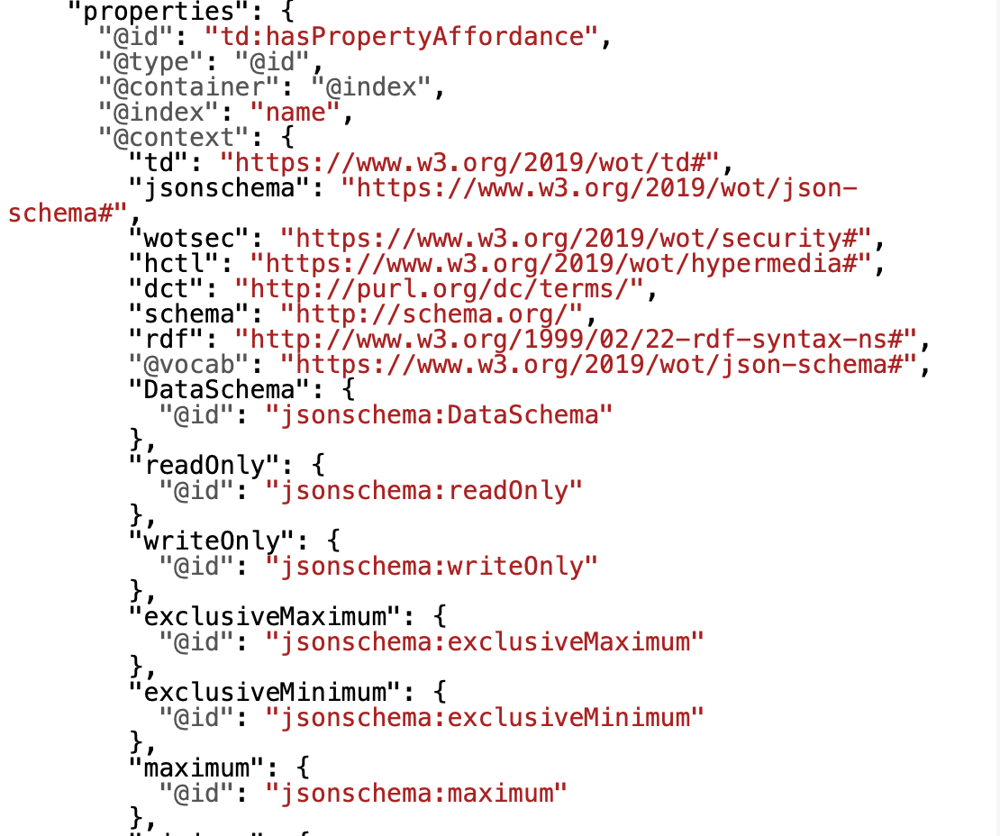 "properties": {
"@id": "td:hasPropertyAffordance",
"@type": "@id",
"@container": "@index",
"@index": "name",
"@context": {
"td": "https://www.w3.org/2019/wot/td#",
"jsonschema": "https://www.w3.org/2019/wot/json-
schema#",
"wotsec": "https://www.w3.org/2019/wot/security#",
"hctl": "https://www.w3.org/2019/wot/hypermedia#",
"dct": "http://purl.org/dc/terms/",
"schema": "http://schema.org/",
"rdf": "http://www.w3.org/1999/02/22-rdf-syntax-ns#",
"@vocab": "https://www.w3.org/2019/wot/json-schema#",
"DataSchema": {
"@id": "jsonschema:DataSchema"
},
"readOnly": {
"@id": "jsonschema:readOnly"
},
"writeOnly": {
"@id": "jsonschema:writeOnly"
},
"exclusiveMaximum": {
"@id": "jsonschema:exclusiveMaximum"
},
"exclusiveMinimum": {
"@id": "jsonschema:exclusiveMinimum"
},
"maximum": {
"@id": "jsonschema:maximum"
},